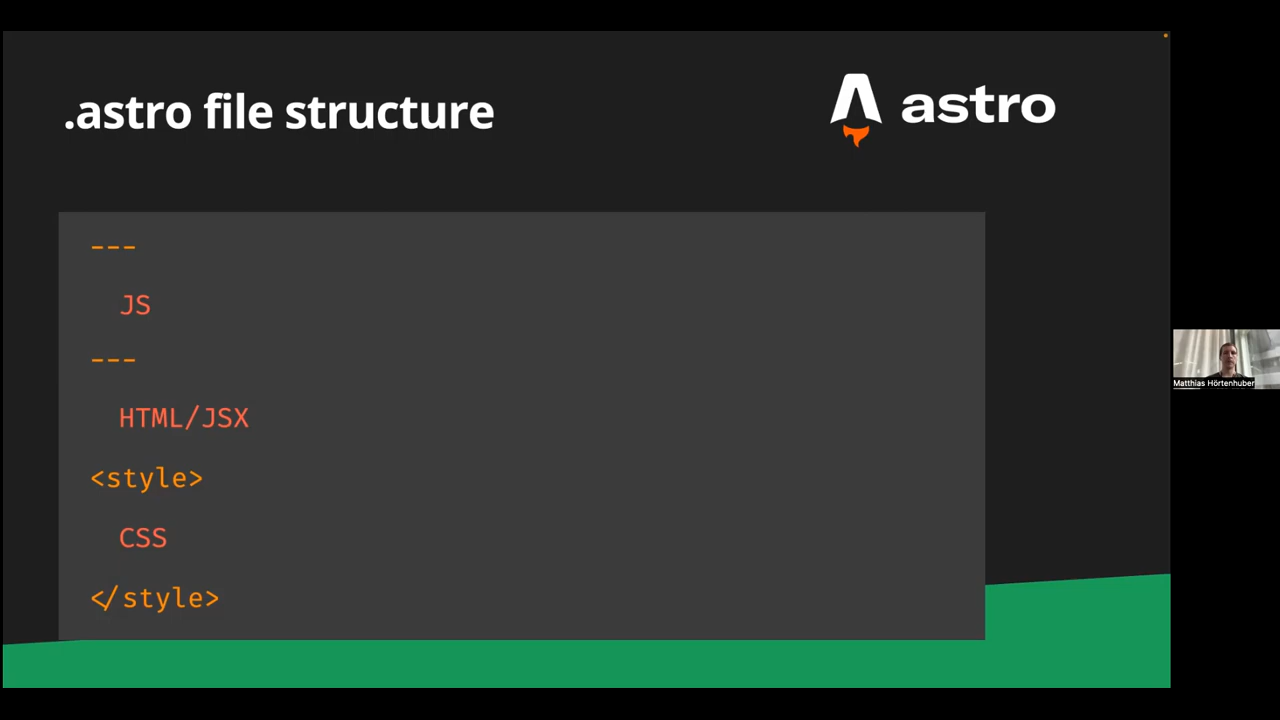 .astro file structure
astro
---
JS
---
HTML/JSX
<style>
CSS
</style>
Matthias Hörtenhuber